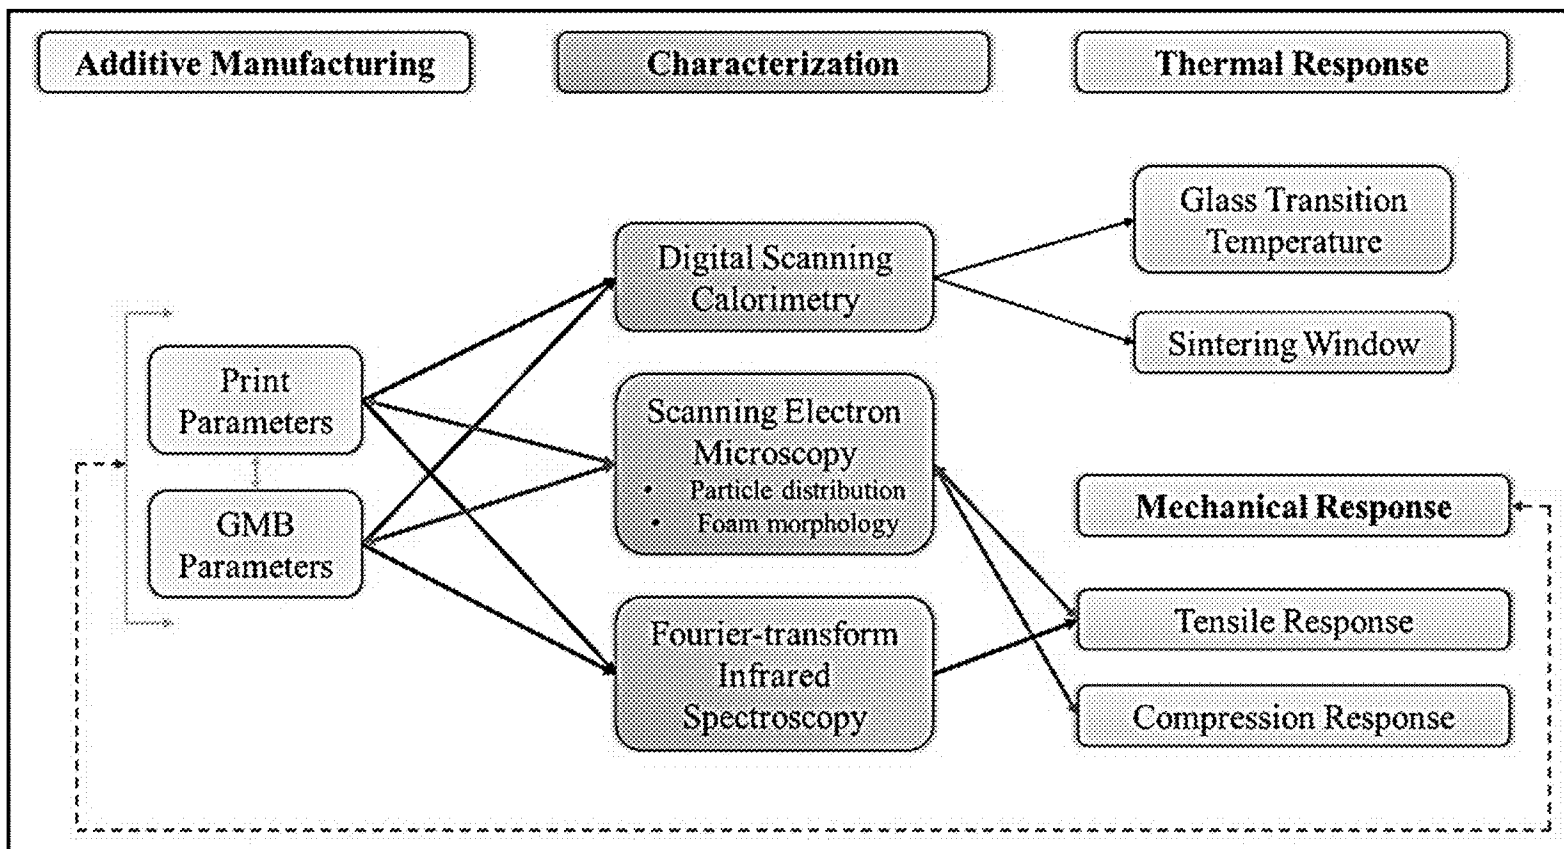 Additive Manufacturing
Characterization
Thermal Response
Glass Transition
Temperature
Digital Scanning
Calorimetry
Sintering Window
Print
Parameters
Scanning Electron
Microscopy
• Particle distribution
• Foam morphology
Mechanical Response
GMB
Parameters
Tensile Response
Fourier-transform
Infrared
Spectroscopy
Compression Response